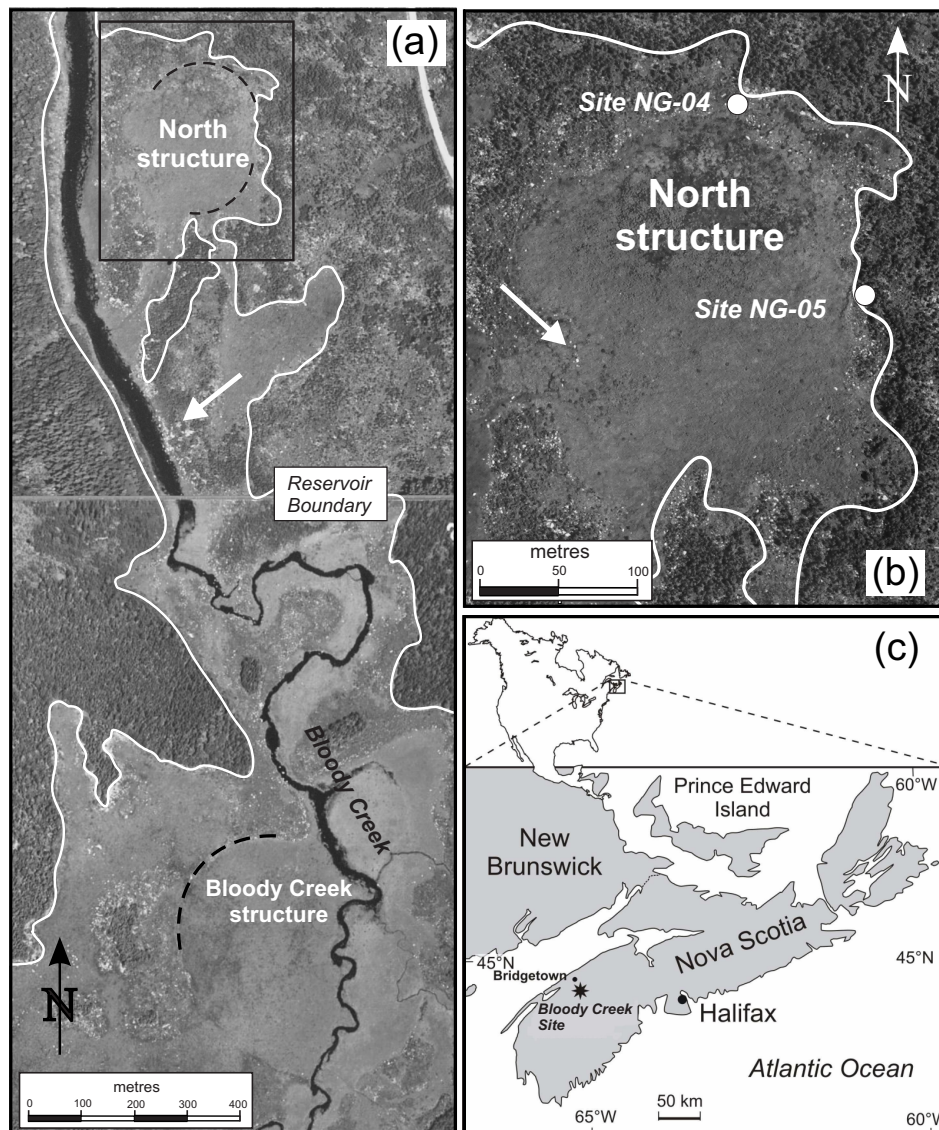 (a)
North
structure
Reservoir
Boundary
Bloody Creek
Bloody Creek
structure
N
metres
0 100 200 300 400
(b)
N
Site NG-04
North
structure
Site NG-05
metres
0 50 100
(c)
60°W
Prince Edward
Island
New
Brunswick
Nova Scotia
45°N
45°N
Bridgetown
Bloody Creek
Site
Halifax
Atlantic Ocean
65°W
50 km
60°W